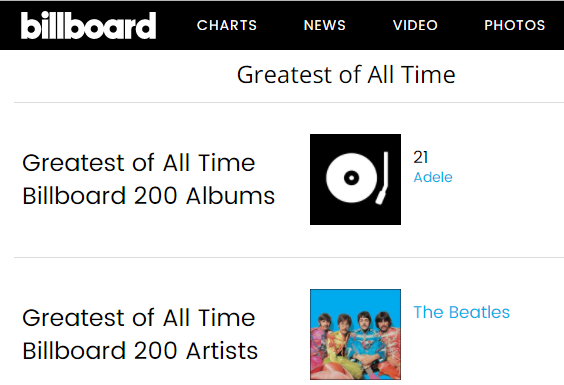 billboard CHARTS NEWS VIDEO PHOTOS
Greatest of All Time
Greatest of All Time
Billboard 200 Albums
21
Adele
Greatest of All Time
Billboard 200 Artists
The Beatles